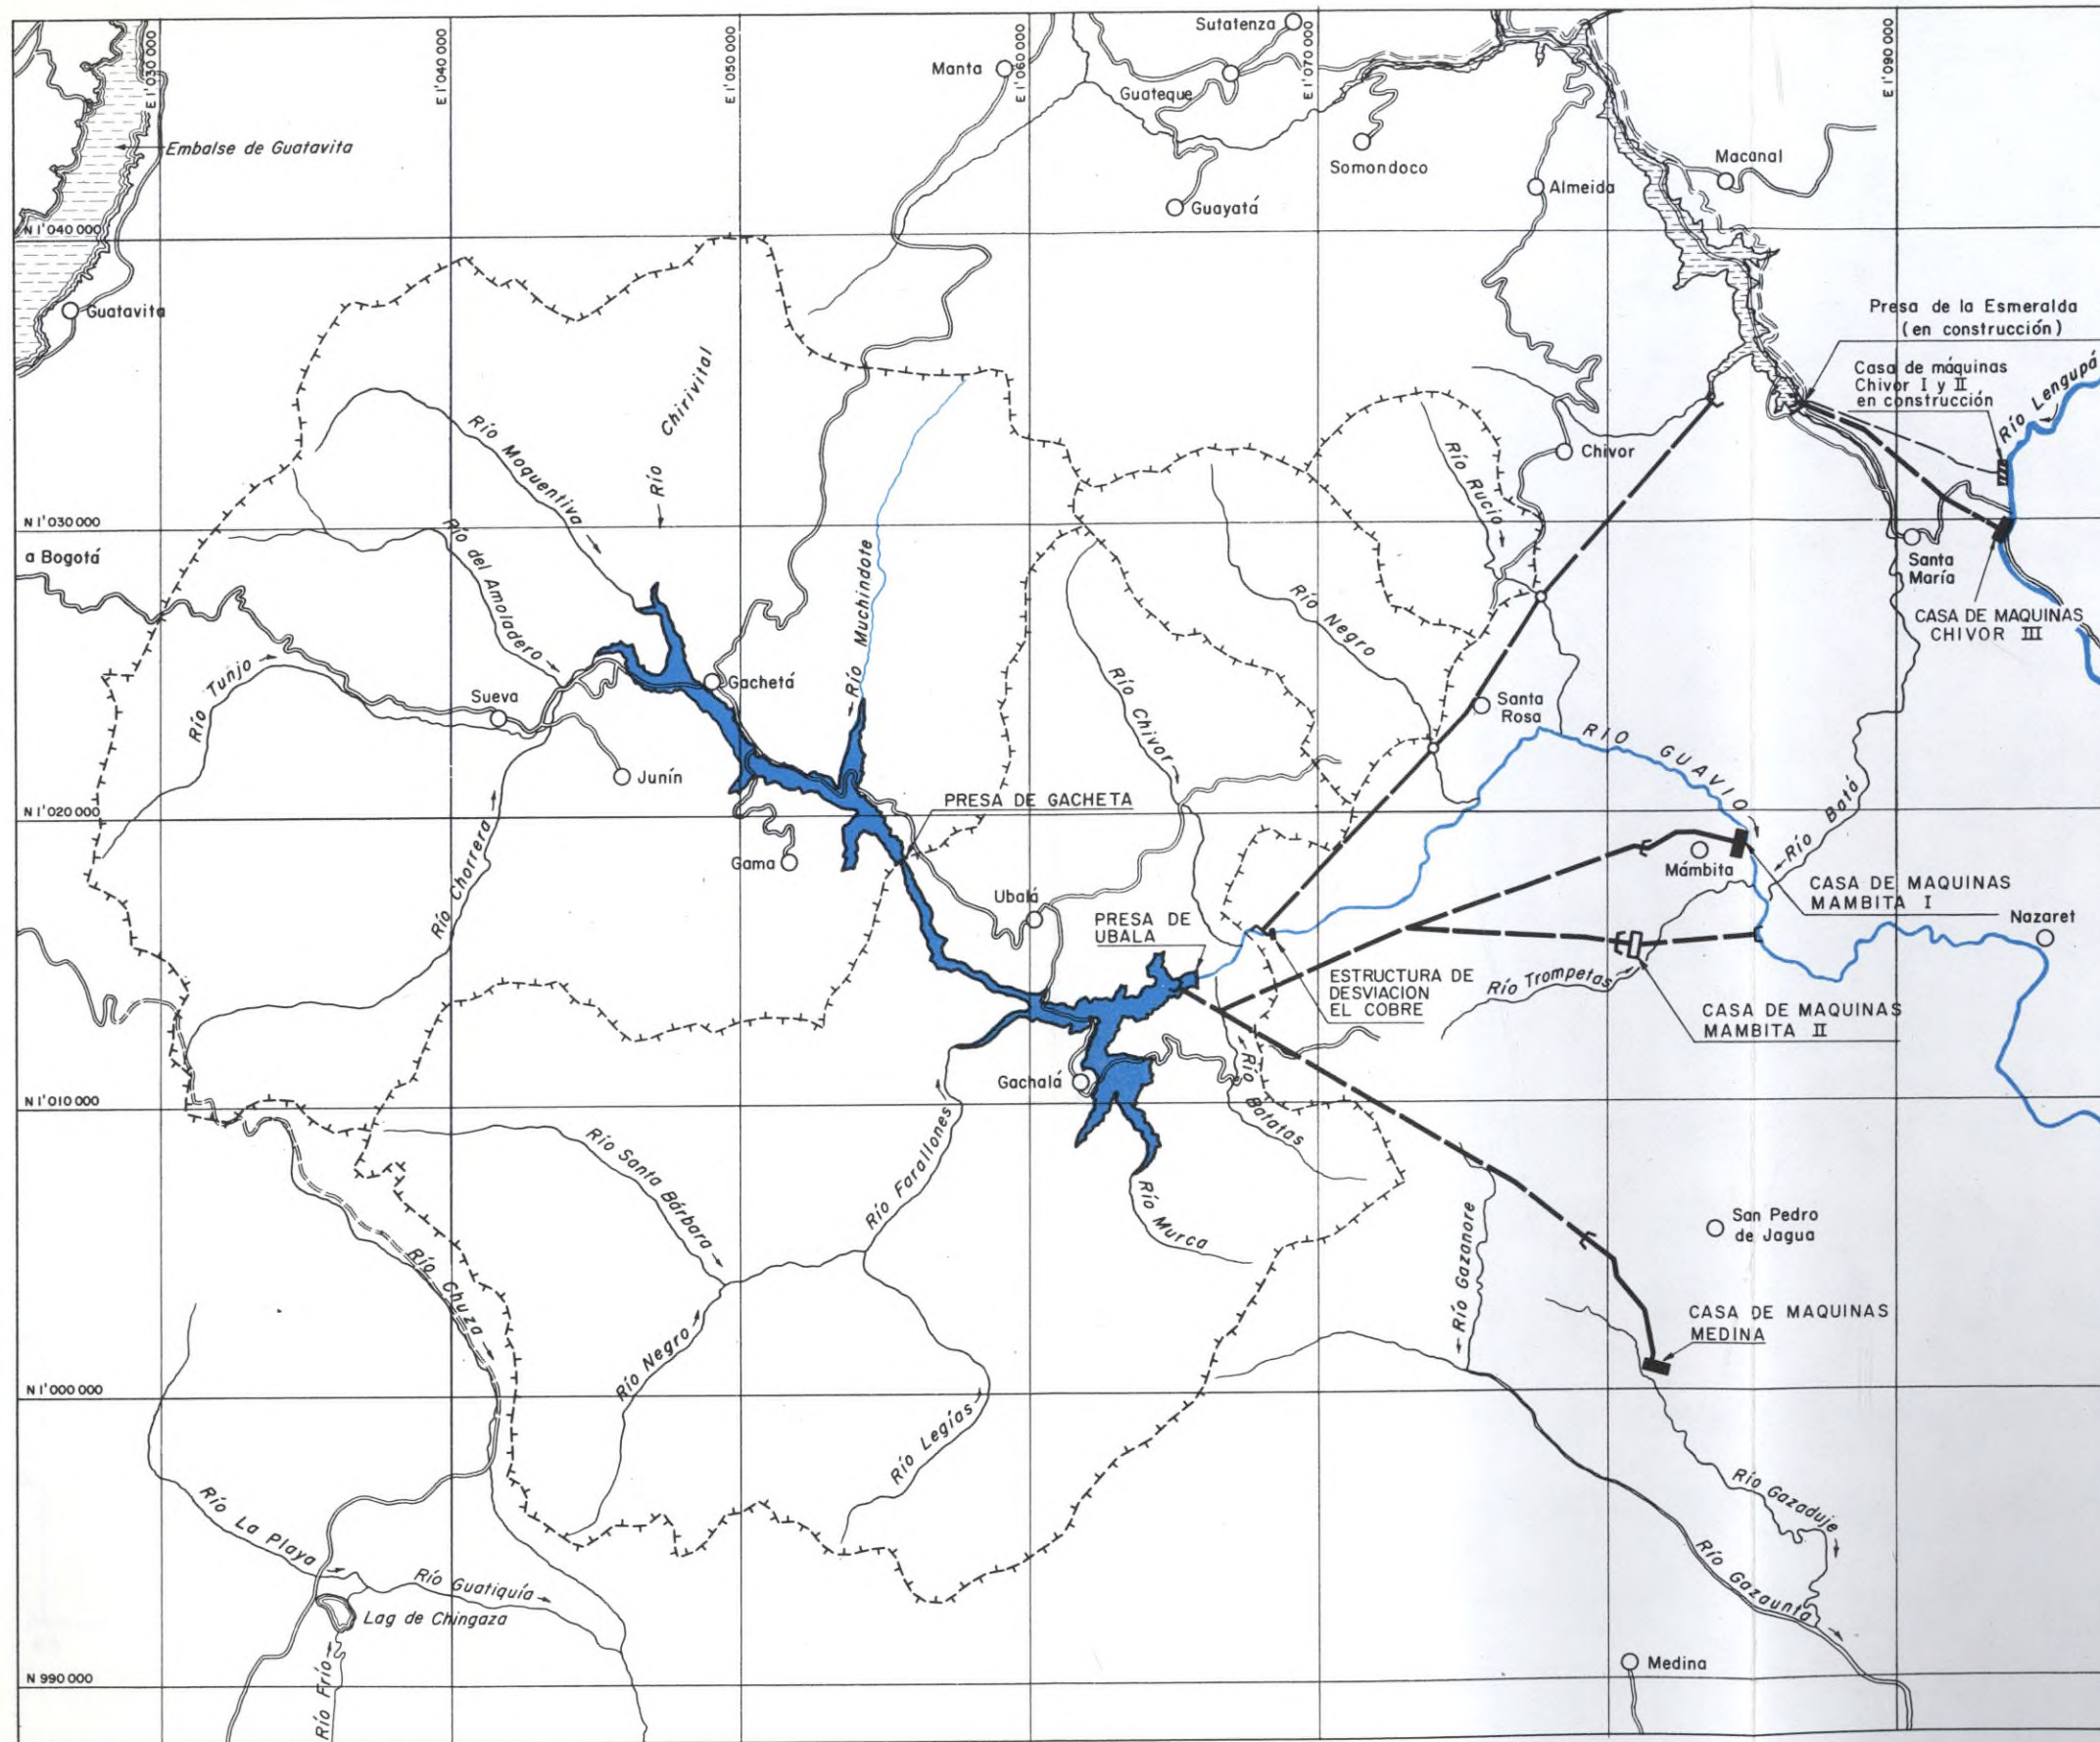 E 1'030 000
E 1'040 000
E 1'050 000
E 1'060 000
E 1'070 000
E 1'090 000
Sutatenza
Manta
Guateque
Embalse de Guatavita
Somondoco
Macanal
Almeida
Guayatá
N 1'040 000
Guatavita
Presa de la Esmeralda
(en construcción)
Casa de máquinas
Chivor I y II
en construcción
Río Lengupá
Chirivital
Río
Río Moquentiva
Río Rucio
Chivor
N 1'030 000
a Bogotá
Río del Amoladero
Río Muchindote
Río Negro
Santa
María
CASA DE MAQUINAS
CHIVOR III
Río Tunjo
Sueva
Gachetá
Río Chivor
Santa
Rosa
RIO GUAVIO
Junín
PRESA DE GACHETA
Río Batá
N 1'020 000
Gama
Río Chorrera
Mámbita
CASA DE MAQUINAS
MAMBITA I
Ubalá
PRESA DE
UBALA
Nazaret
ESTRUCTURA DE
DESVIACION
EL COBRE
Río Trompetas
CASA DE MAQUINAS
MAMBITA II
Gachalá
Río Batatas
N 1'010 000
Río Santa Bárbara
Río Farallones
Río Murca
San Pedro
de Jagua
Río Gazanore
Río Chuza
CASA DE MAQUINAS
MEDINA
Río Negro
N 1'000 000
Río Legías
Río Gazaduje
Río La Playa
Río Guatiquía
Río Gazaunta
Lag de Chingaza
Río Frío
Medina
N 990 000